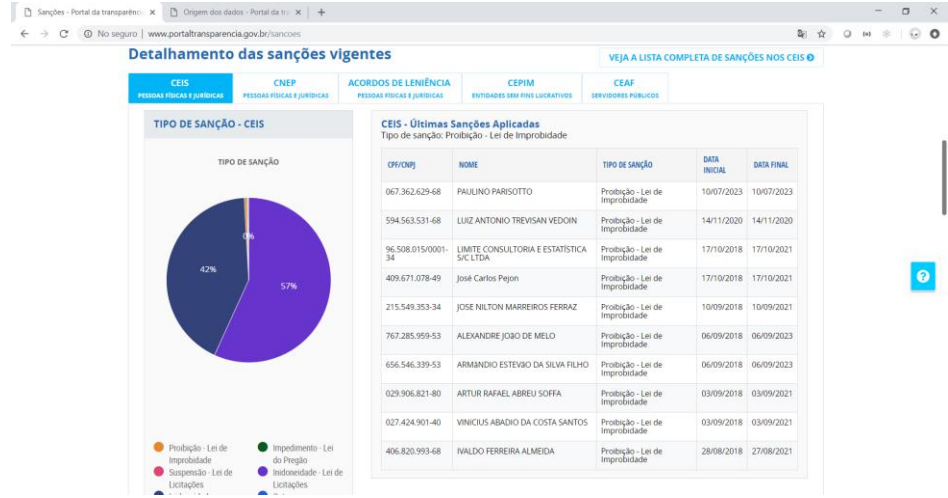 Sanções - Portal da transparênci
Origem dos dados - Portal da tr
No seguro | www.portaltransparencia.gov.br/sancoes
Detalhamento das sanções vigentes
VEJA A LISTA COMPLETA DE SANÇÕES NOS CEIS
CEIS
PESSOAS FÍSICAS E JURÍDICAS
CNEP
PESSOAS FÍSICAS E JURÍDICAS
ACORDOS DE LENIÊNCIA
PESSOAS FÍSICAS E JURÍDICAS
CEPIM
ENTIDADES SEM FINS LUCRATIVOS
CEAF
SERVIDORES PÚBLICOS
TIPO DE SANÇÃO - CEIS
TIPO DE SANÇÃO
0%
42%
57%
Proibição - Lei de
Improbidade
Suspensão - Lei de
Licitações
Impedimento - Lei
do Pregão
Inidoneidade - Lei de
Licitações
CEIS - Últimas Sanções Aplicadas
Tipo de sanção: Proibição - Lei de Improbidade
CPF/CNPJ NOME TIPO DE SANÇÃO DATA INICIAL DATA FINAL
067.362.629-68 PAULINO PARISOTTO Proibição - Lei de Improbidade 10/07/2023 10/07/2023
594.563.531-68 LUIZ ANTONIO TREVISAN VEDOIN Proibição - Lei de Improbidade 14/11/2020 14/11/2020
96.508.015/0001-34 LIMITE CONSULTORIA E ESTATÍSTICA S/C LTDA Proibição - Lei de Improbidade 17/10/2018 17/10/2021
409.671.078-49 José Carlos Pejon Proibição - Lei de Improbidade 17/10/2018 17/10/2021
215.549.353-34 JOSE NILTON MARREIROS FERRAZ Proibição - Lei de Improbidade 10/09/2018 10/09/2021
767.285.959-53 ALEXANDRE JOÃO DE MELO Proibição - Lei de Improbidade 06/09/2018 06/09/2023
656.546.339-53 ESTEVÃO DA SILVA FILHO Proibição - Lei de Improbidade 06/09/2018 06/09/2023
029.906.821-80 ARTUR RAFAEL ABREU SOFFA Proibição - Lei de Improbidade 03/09/2018 03/09/2021
027.424.901-40 VINICIUS ABADIO DA COSTA SANTOS Proibição - Lei de Improbidade 03/09/2018 03/09/2021
406.820.993-68 IVALDO FERREIRA ALMEIDA Proibição - Lei de Improbidade 28/08/2018 27/08/2021